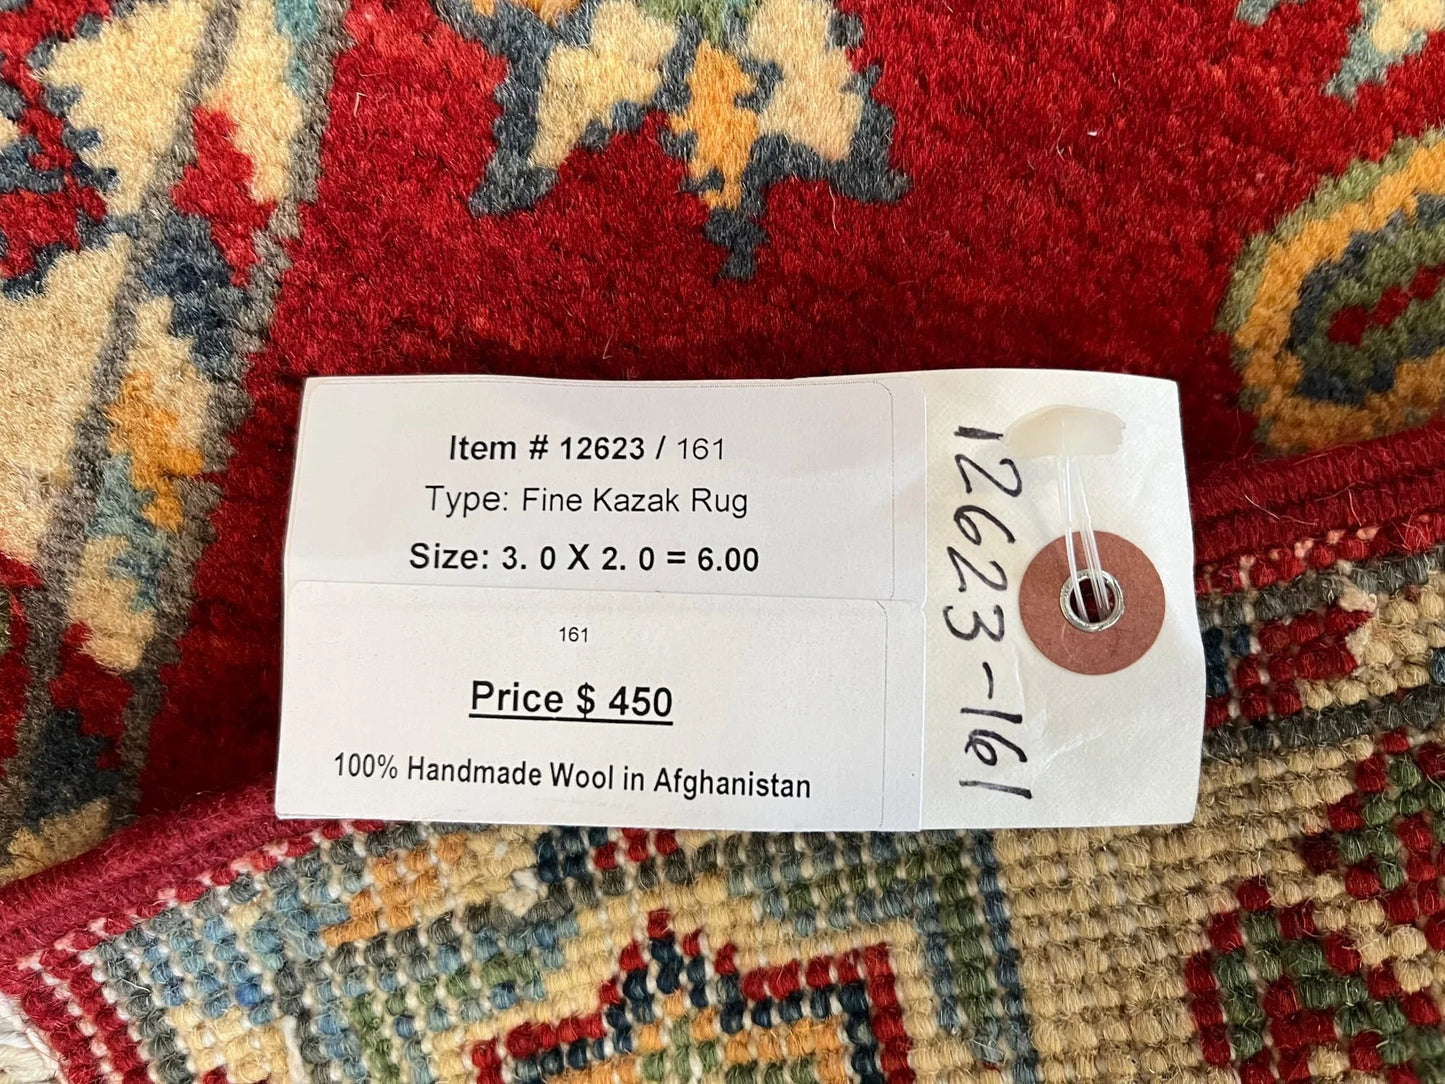 Item # 12623 / 161
Type: Fine Kazak Rug
Size: 3. 0 X 2. 0 = 6.00
161
Price $ 450
100% Handmade Wool in Afghanistan
12623-161